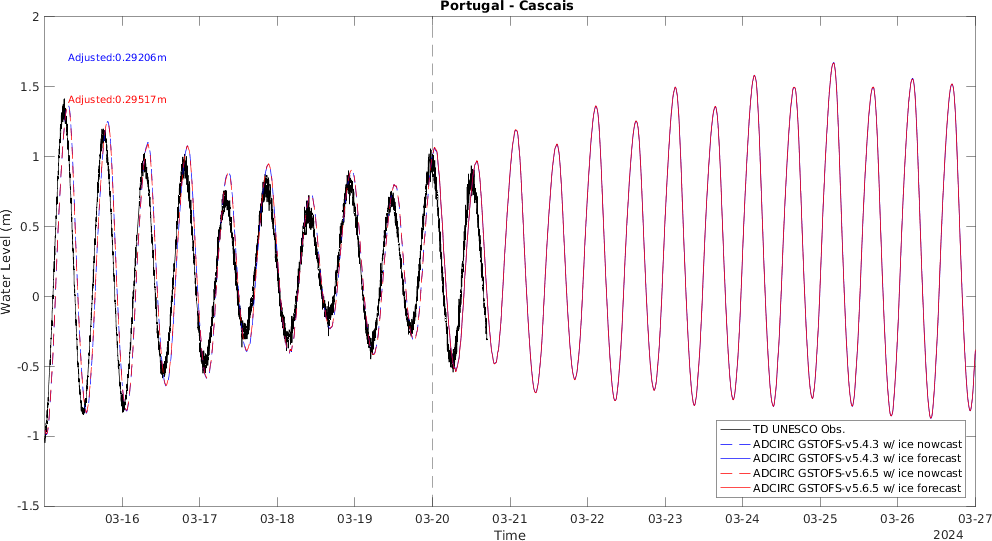 Portugal - Cascais
2
1.5
1
0.5
0
-0.5
-1
-1.5
Water Level (m)
Adjusted:0.29206m
Adjusted:0.29517m
TD UNESCO Obs.
ADCIRC GSTOFS-v5.4.3 w/ ice nowcast
ADCIRC GSTOFS-v5.4.3 w/ ice forecast
ADCIRC GSTOFS-v5.6.5 w/ ice nowcast
ADCIRC GSTOFS-v5.6.5 w/ ice forecast
03-16 03-17 03-18 03-19 03-20 03-21 03-22 03-23 03-24 03-25 03-26 03-27
Time
2024